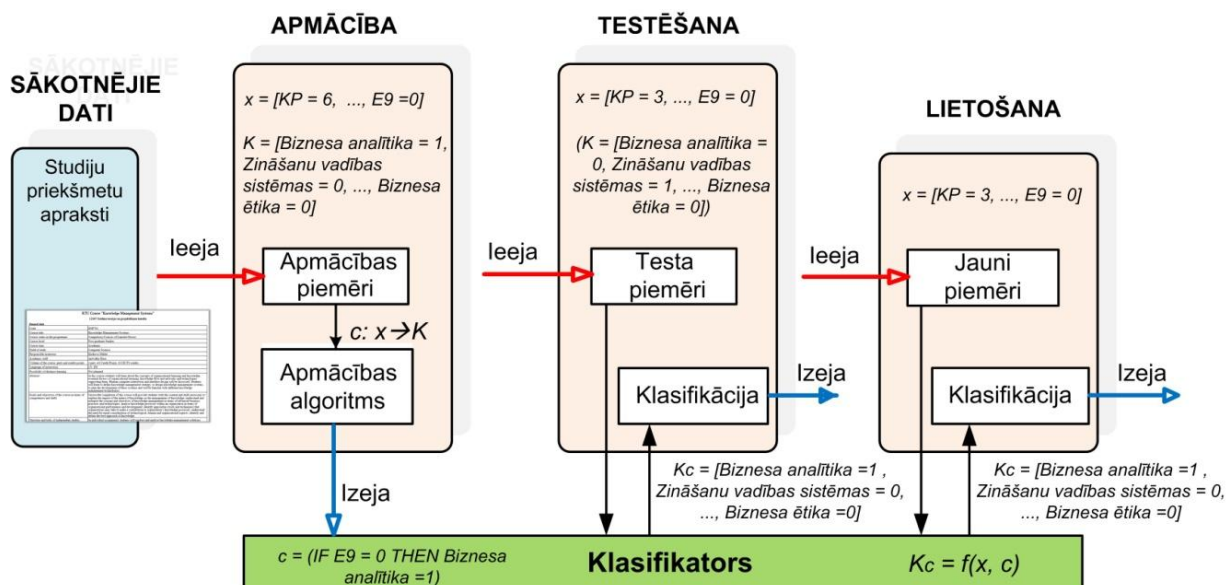 SĀKOTNĒJIE
DATI
Studiju
priekšmetu
apraksti
APMĀCĪBA
x = [KP = 6, ..., E9 =0]
K = [Biznesa analītika = 1,
Zināšanu vadības
sistēmas = 0, ..., Biznesa
ētika = 0]
Ieeja
Apmācības
piemēri
c: x→K
Apmācības
algoritms
Izeja
TESTĒŠANA
x = [KP = 3, ..., E9 = 0]
(K = [Biznesa analītika =
0, Zināšanu vadības
sistēmas = 1, ..., Biznesa
ētika = 0])
Ieeja
Testa
piemēri
Klasifikācija
Izeja
Kc = [Biznesa analītika =1 ,
Zināšanu vadības sistēmas = 0,
..., Biznesa ētika =0]
LIETOŠANA
x = [KP = 3, ..., E9 = 0]
Ieeja
Jauni
piemēri
Klasifikācija
Izeja
Kc = [Biznesa analītika =1 ,
Zināšanu vadības sistēmas = 0,
..., Biznesa ētika =0]
c = (IF E9 = 0 THEN Biznesa
analītika =1)
Klasifikators
Kc = f(x, c)